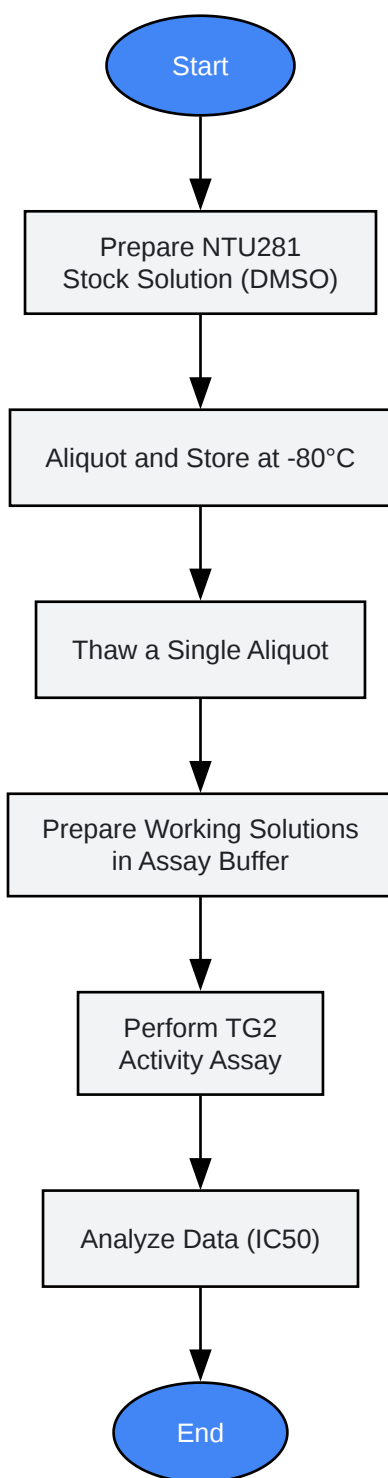 Start
Prepare NTU281
Stock Solution (DMSO)
Aliquot and Store at -80°C
Thaw a Single Aliquot
Prepare Working Solutions
in Assay Buffer
Perform TG2
Activity Assay
Analyze Data (IC50)
End